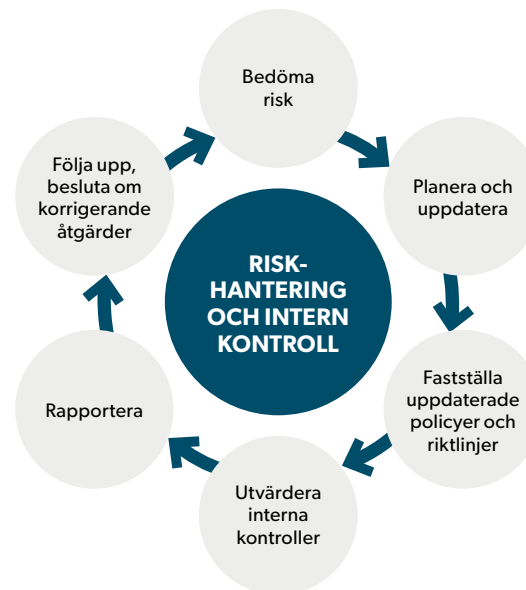 Bedöma
risk
Planera och
uppdatera
Fastställa
uppdaterade
policyer och
riktlinjer
Utvärdera
interna
kontroller
Rapportera
Följa upp,
besluta om
korrigerande
åtgärder
RISK-
HANTERING
OCH INTERN
KONTROLL